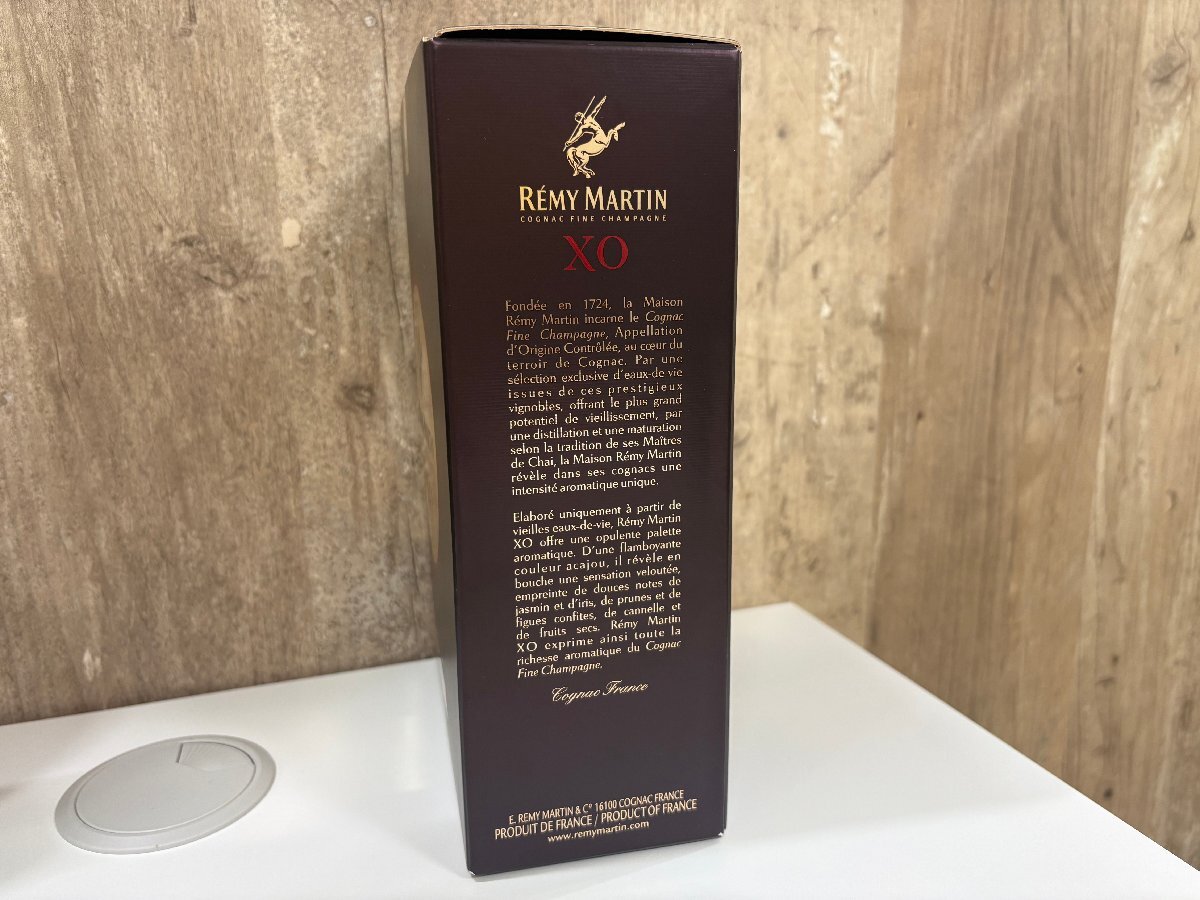 RÉMY MARTIN
COGNAC FINE CHAMPAGNE
XO
Fondée en 1724, la Maison
Rémy Martin incarne le Cognac
Fine Champagne, Appellation
d'Origine Contrôlée, au cœur du
terroir de Cognac. Par une
sélection exclusive d'eaux-de-vie
issues de ces prestigieux
vignobles, offrant le plus grand
potentiel de vieillissement, par
une distillation et une maturation
selon la tradition de ses Maîtres
de Chai, la Maison Rémy Martin
révèle dans ses cognacs une
intensité aromatique unique.
Elaboré uniquement à partir de
vieilles eaux-de-vie, Rémy Martin
XO offre une opulente palette
aromatique. D'une flamboyante
couleur acajou, il révèle en
bouche une sensation veloutée,
empreinte de douces notes de
jasmin et d'iris, de prunes et de
figues confites, de cannelle et
de fruits secs. Rémy Martin
XO exprime ainsi toute la
richesse aromatique du Cognac
Fine Champagne.
Cognac France
E. REMY MARTIN & Cº 16100 COGNAC FRANCE
PRODUIT DE FRANCE / PRODUCT OF FRANCE
www.remymartin.com